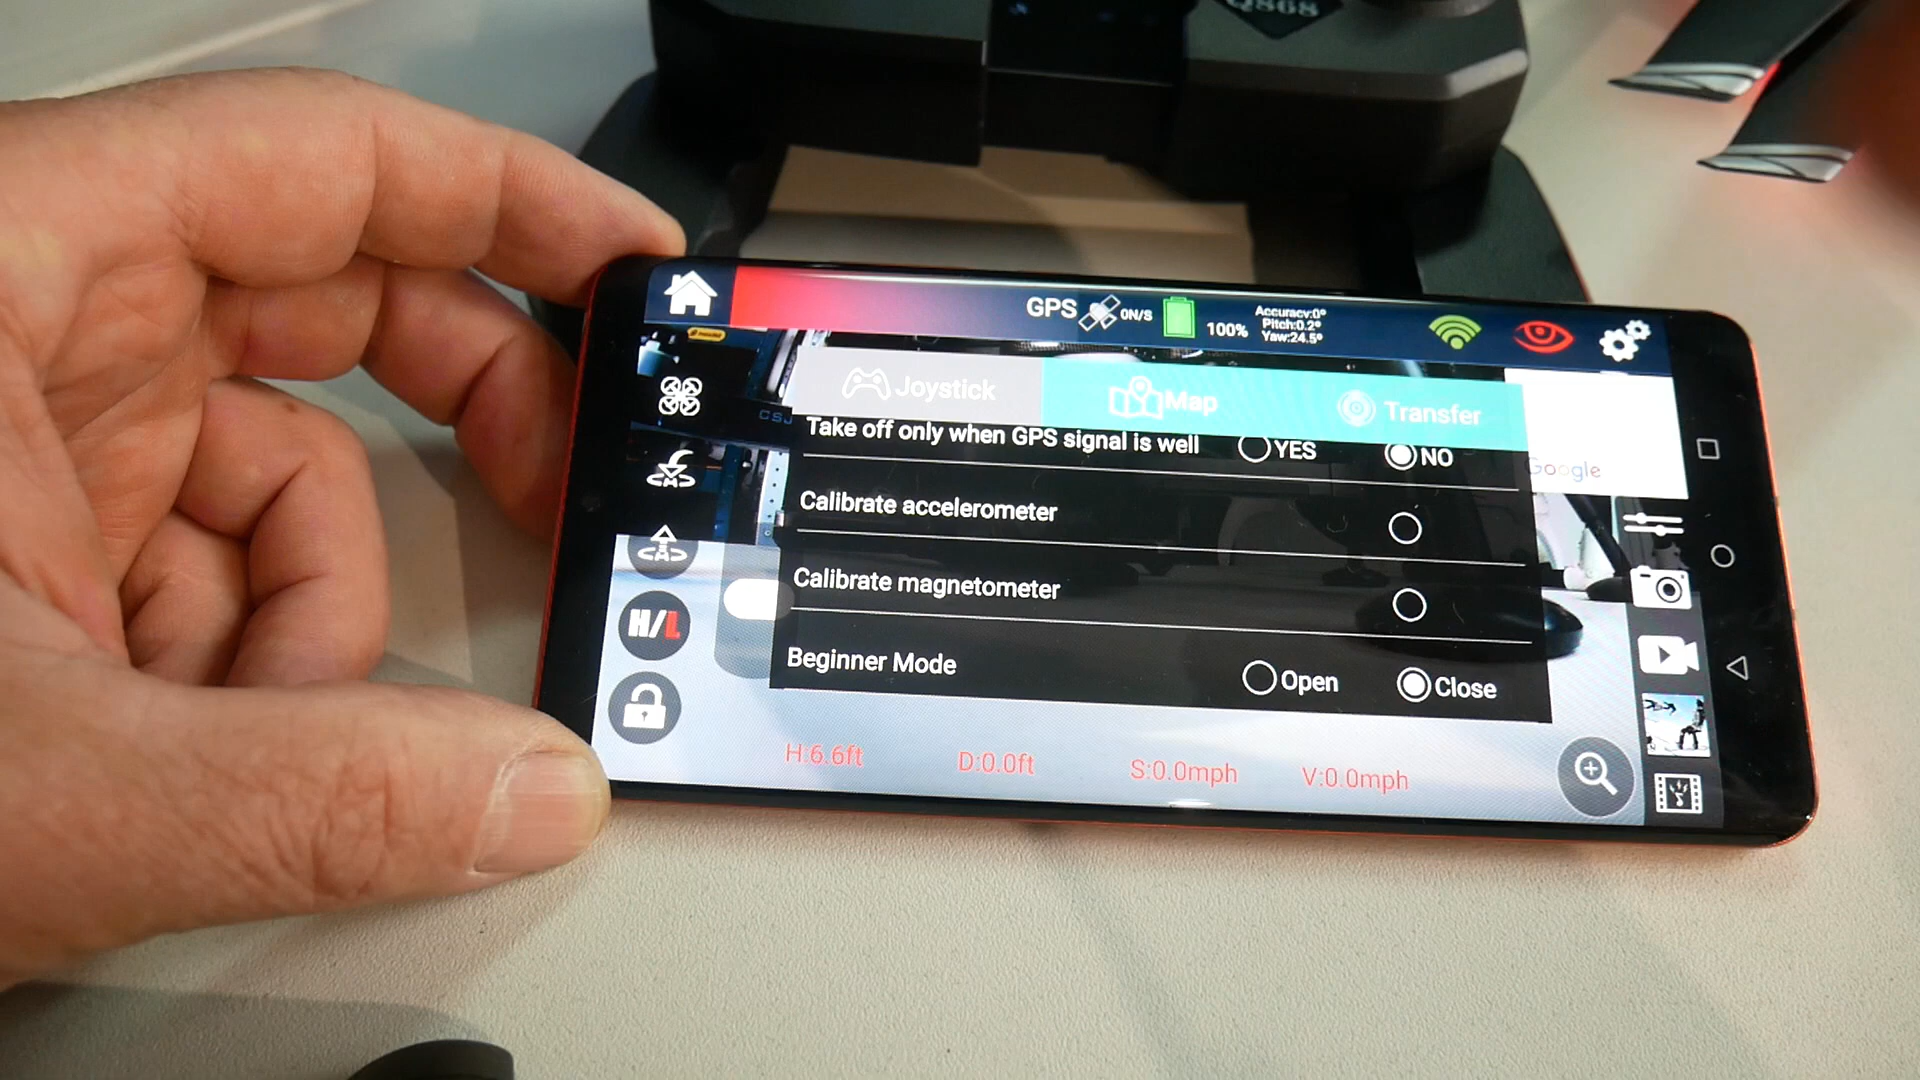 Q868
GPS
0N/S
100%
Accuracy:0°
Pitch:0.2°
Yaw:24.5°
Joystick
Map
Transfer
CSJ
Take off only when GPS signal is well YES NO
Google
Calibrate accelerometer
Calibrate magnetometer
H/L
Beginner Mode Open Close
H:6.6ft D:0.0ft S:0.0mph V:0.0mph